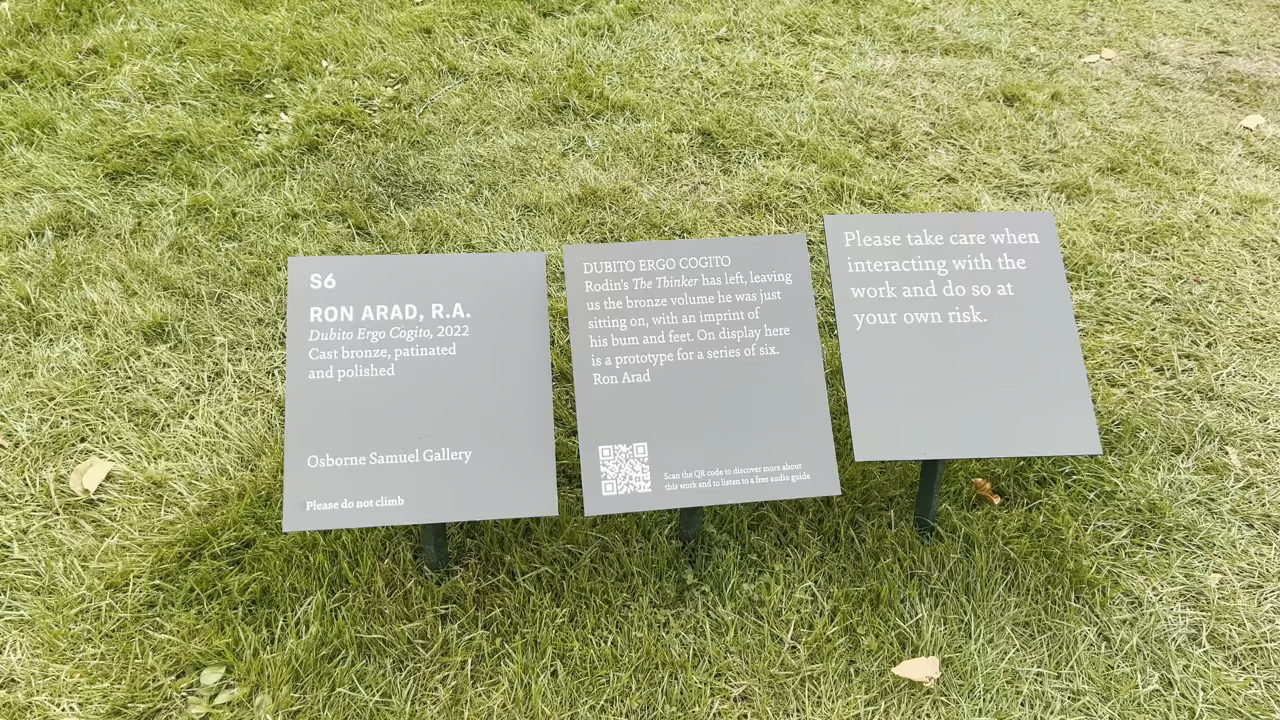 S6
RON ARAD, R.A.
Dubito Ergo Cogito, 2022
Cast bronze, patinated
and polished
Osborne Samuel Gallery
Please do not climb
DUBITO ERGO COGITO
Rodin's The Thinker has left, leaving
us the bronze volume he was just
sitting on, with an imprint of
his bum and feet. On display here
is a prototype for a series of six.
Ron Arad
Scan the QR code to discover more about
this work and to listen to a free audio guide
Please take care when
interacting with the
work and do so at
your own risk.